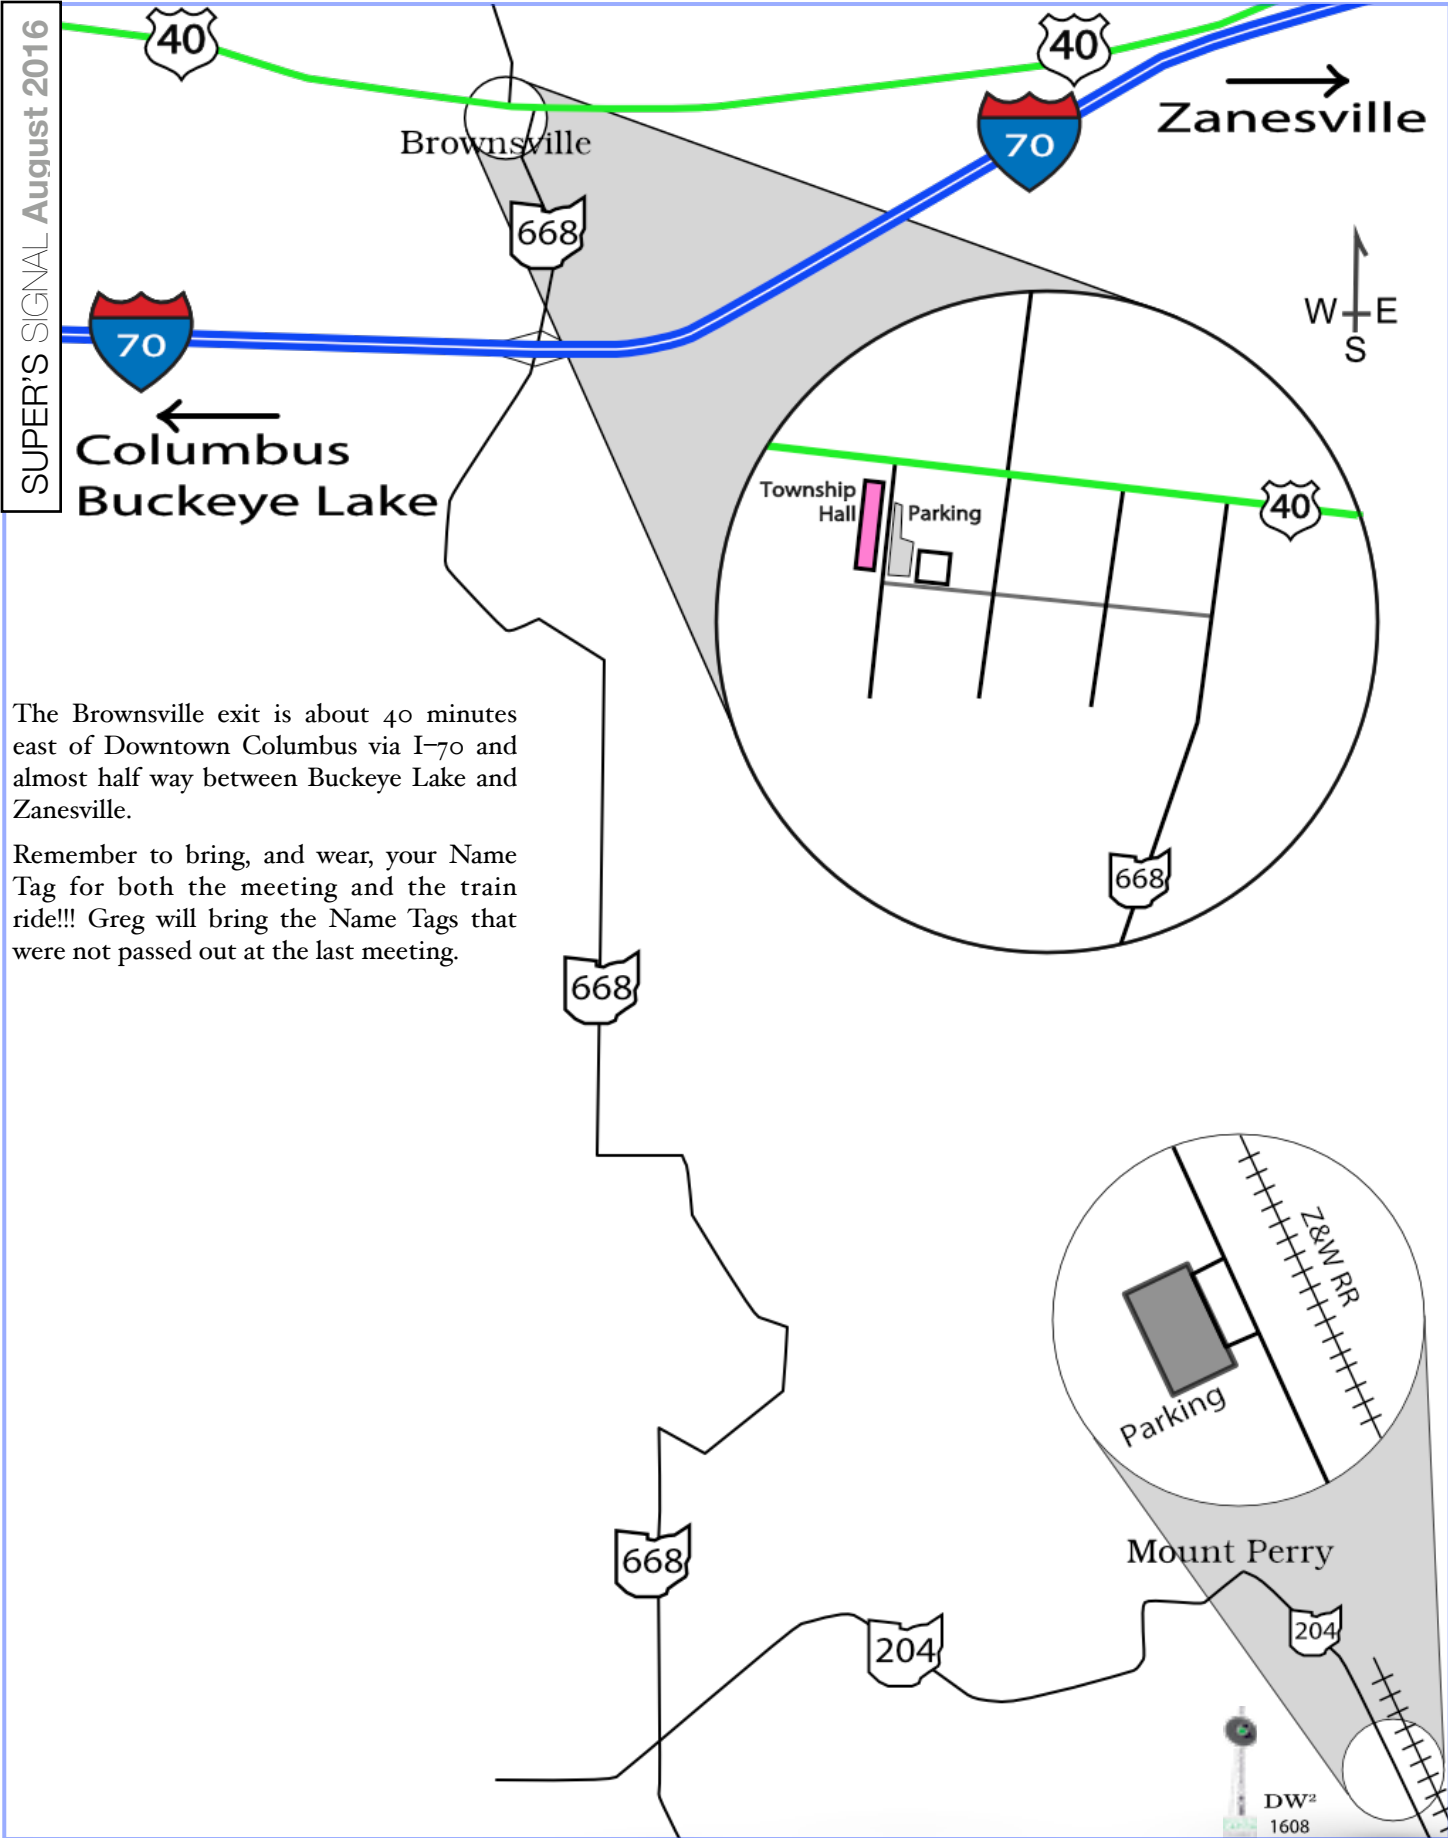 SUPER'S SIGNAL August 2016
40
40
70
Zanesville
Brownsville
668
W E
S
70
Columbus
Buckeye Lake
Township
Hall
Parking
40
668
The Brownsville exit is about 40 minutes
east of Downtown Columbus via I–70 and
almost half way between Buckeye Lake and
Zanesville.
Remember to bring, and wear, your Name
Tag for both the meeting and the train
ride!!! Greg will bring the Name Tags that
were not passed out at the last meeting.
668
Z&W RR
Parking
Mount Perry
668
204
204
DW²
1608